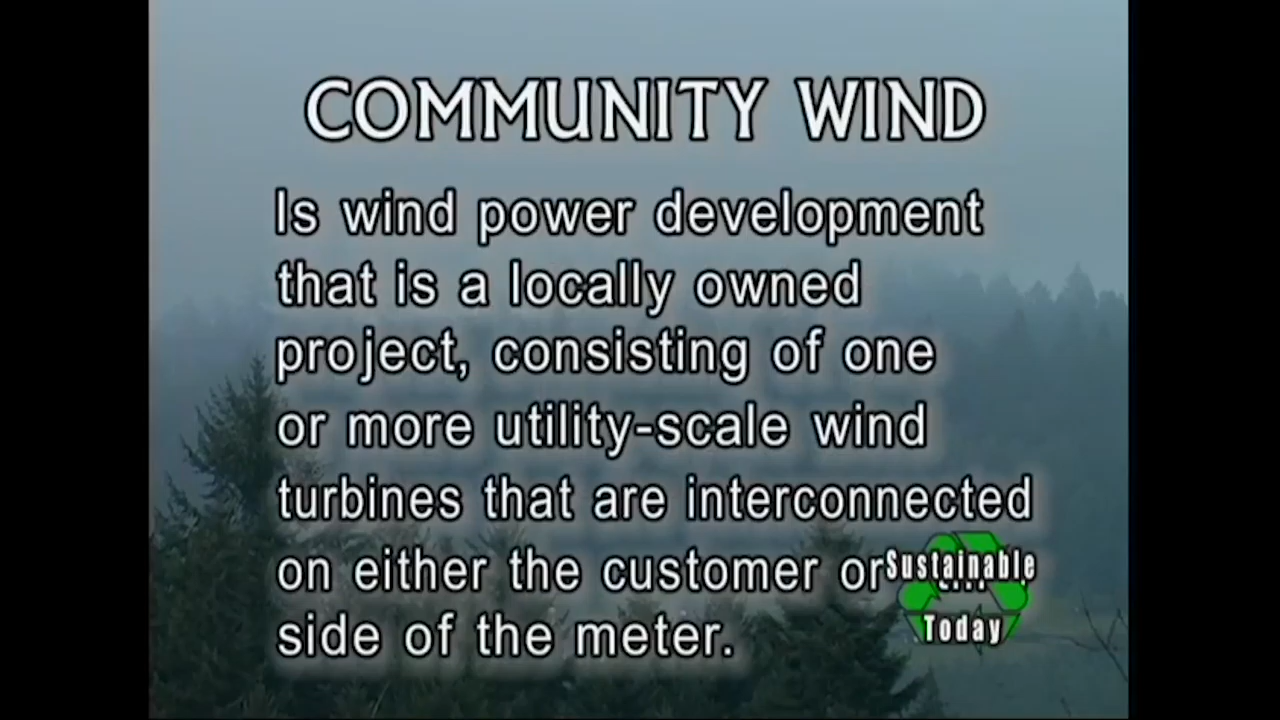 COMMUNITY WIND
Is wind power development
that is a locally owned
project, consisting of one
or more utility-scale wind
turbines that are interconnected
on either the customer or
side of the meter.
Sustainable
Today